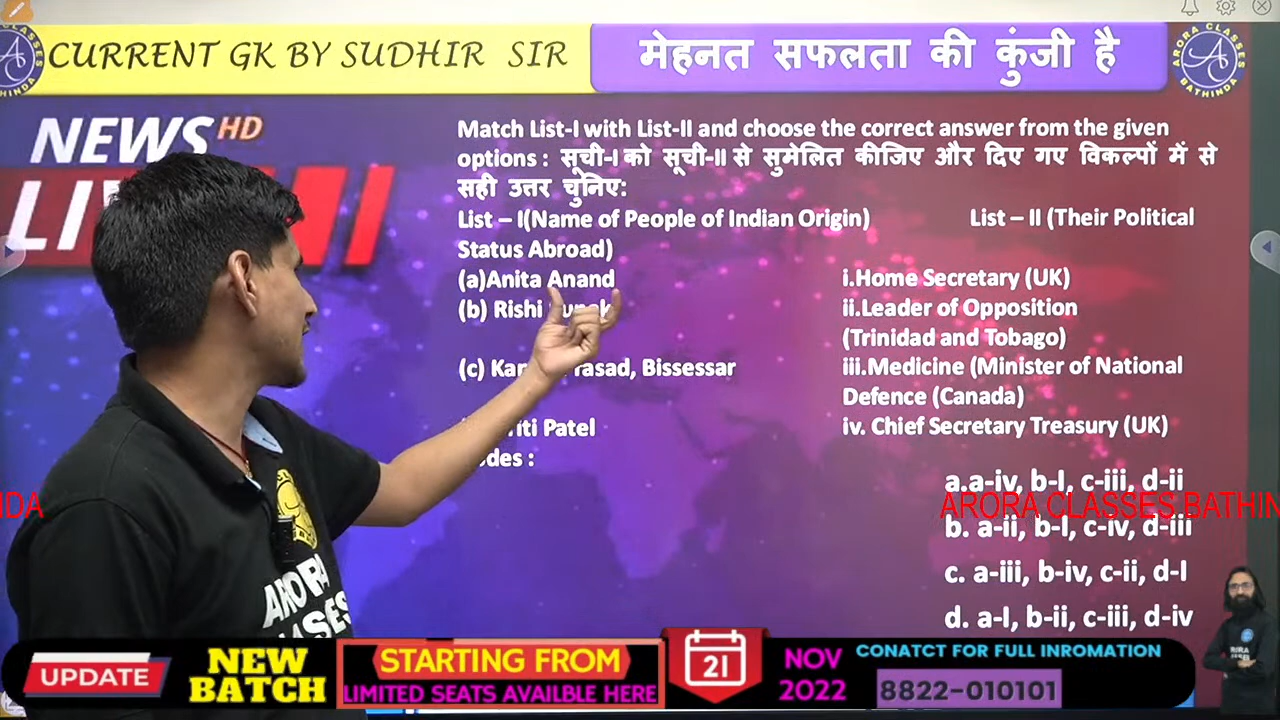 CURRENT GK BY SUDHIR SIR
मेहनत सफलता की कुंजी है
ARORA CLASSES
BATHINDA
NEWS HD
Match List-I with List-II and choose the correct answer from the given
options : सूची-I को सूची-II से सुमेलित कीजिए और दिए गए विकल्पों में से
सही उत्तर चुनिए:
List – I(Name of People of Indian Origin) List – II (Their Political
Status Abroad)
(a)Anita Anand i.Home Secretary (UK)
(b) Rishi ii.Leader of Opposition
(Trinidad and Tobago)
(c) Bissessar iii.Medicine (Minister of National
Defence (Canada)
Patel iv. Chief Secretary Treasury (UK)
a.a-iv, b-I, c-iii, d-ii
ARORA CLASSES BATHIN
b. a-ii, b-I, c-iv, d-iii
c. a-iii, b-iv, c-ii, d-I
d. a-I, b-ii, c-iii, d-iv
UPDATE
NEW
BATCH
STARTING FROM
LIMITED SEATS AVAILBLE HERE
21
NOV
2022
CONATCT FOR FULL INROMATION
8822-010101